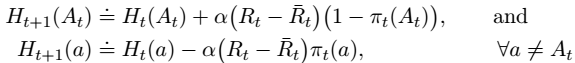 H_{t+1}(A_t) ≐ H_t(A_t) + α(R_t − R̄_t)(1 − π_t(A_t)), and
H_{t+1}(a) ≐ H_t(a) − α(R_t − R̄_t)π_t(a), ∀a ≠ A_t